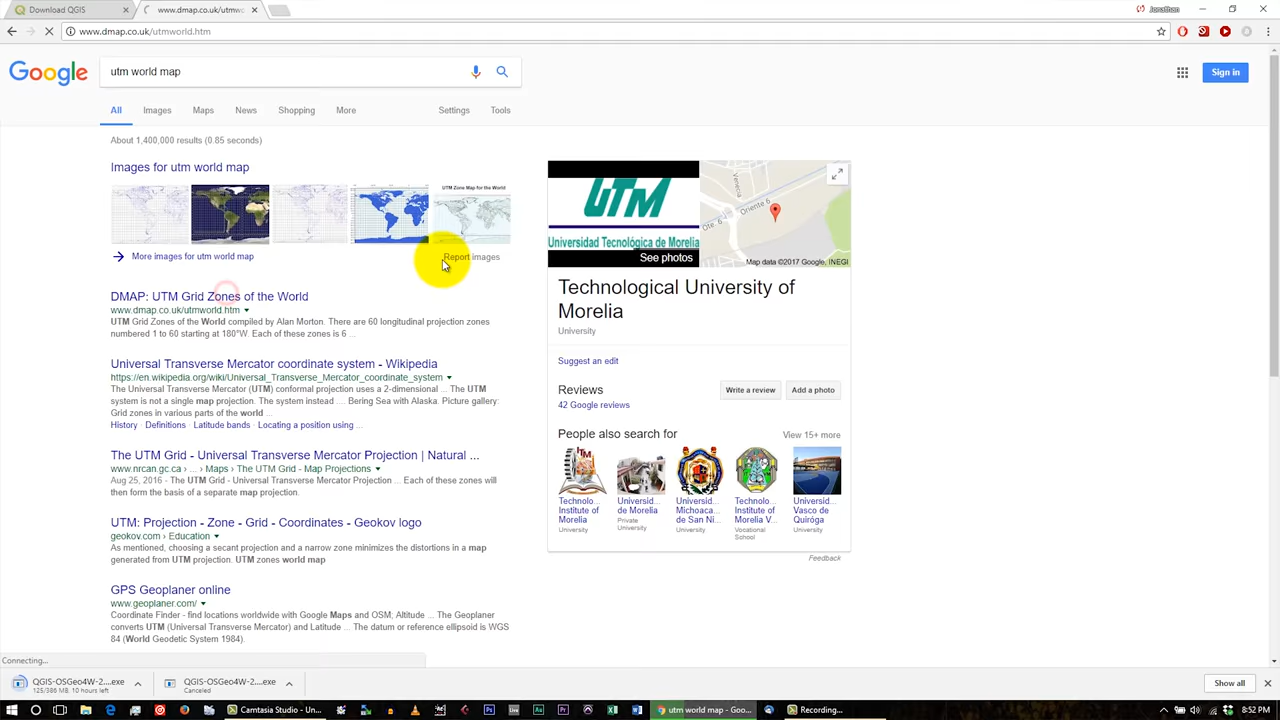 Download QGIS
www.dmap.co.uk/utmwo...
Jonathan
www.dmap.co.uk/utmworld.htm
Google
utm world map
Sign in
All Images Maps News Shopping More Settings Tools
About 1,400,000 results (0.85 seconds)
Images for utm world map
UTM Zone Map for the World
More images for utm world map
Report images
DMAP: UTM Grid Zones of the World
www.dmap.co.uk/utmworld.htm
UTM Grid Zones of the World compiled by Alan Morton. There are 60 longitudinal projection zones
numbered 1 to 60 starting at 180°W. Each of these zones is 6 ...
Universal Transverse Mercator coordinate system - Wikipedia
https://en.wikipedia.org/wiki/Universal_Transverse_Mercator_coordinate_system
The Universal Transverse Mercator (UTM) conformal projection uses a 2-dimensional ... The UTM
system is not a single map projection. The system instead .... Bering Sea with Alaska. Picture gallery:
Grid zones in various parts of the world ...
History · Definitions · Latitude bands · Locating a position using ...
The UTM Grid - Universal Transverse Mercator Projection | Natural ...
www.nrcan.gc.ca › ... › Maps › The UTM Grid - Map Projections
Aug 25, 2016 - The UTM Grid - Universal Transverse Mercator Projection ... Each of these zones will
then form the basis of a separate map projection.
UTM: Projection - Zone - Grid - Coordinates - Geokov logo
geokov.com › Education
As mentioned, choosing a secant projection and a narrow zone minimizes the distortions in a map
generated from UTM projection. UTM zones world map
GPS Geoplaner online
www.geoplaner.com/
Coordinate Finder - find locations worldwide with Google Maps and OSM; Altitude ... The Geoplaner
converts UTM (Universal Transverse Mercator) and Latitude ... The datum or reference ellipsoid is WGS
84 (World Geodetic System 1984).
UTM
Universidad Tecnológica de Morelia
See photos
Oriente 6
Ote. 6
Map data ©2017 Google, INEGI
Technological University of
Morelia
University
Suggest an edit
Reviews
Write a review
Add a photo
42 Google reviews
People also search for
View 15+ more
Technolo...
Institute of
Morelia
University
Universid...
de Morelia
Private
University
Universid...
Michoaca...
de San Ni...
University
Technolo...
Institute of
Morelia V...
Vocational
School
Universid...
Vasco de
Quiróga
University
Feedback
Connecting...
QGIS-OSGeo4W-2....exe
125/386 MB, 10 hours left
QGIS-OSGeo4W-2....exe
Canceled
Show all
Camtasia Studio - Un...
utm world map - Goo...
Recording...
8:52 PM